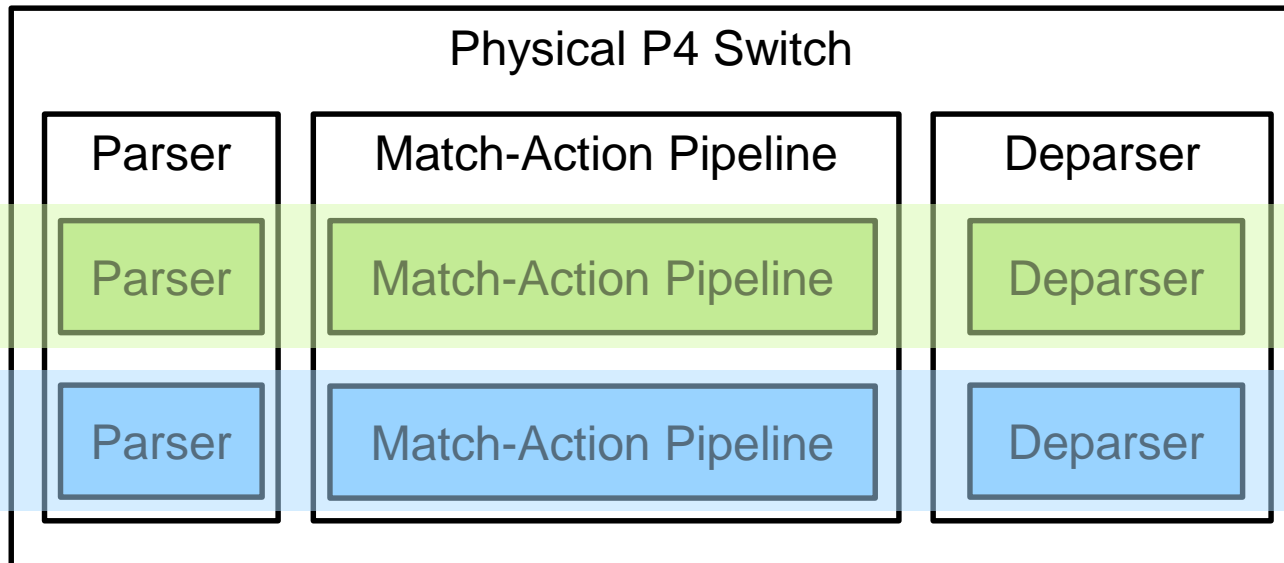 Physical P4 Switch
Parser
Match-Action Pipeline
Deparser
Parser
Match-Action Pipeline
Deparser
Parser
Match-Action Pipeline
Deparser